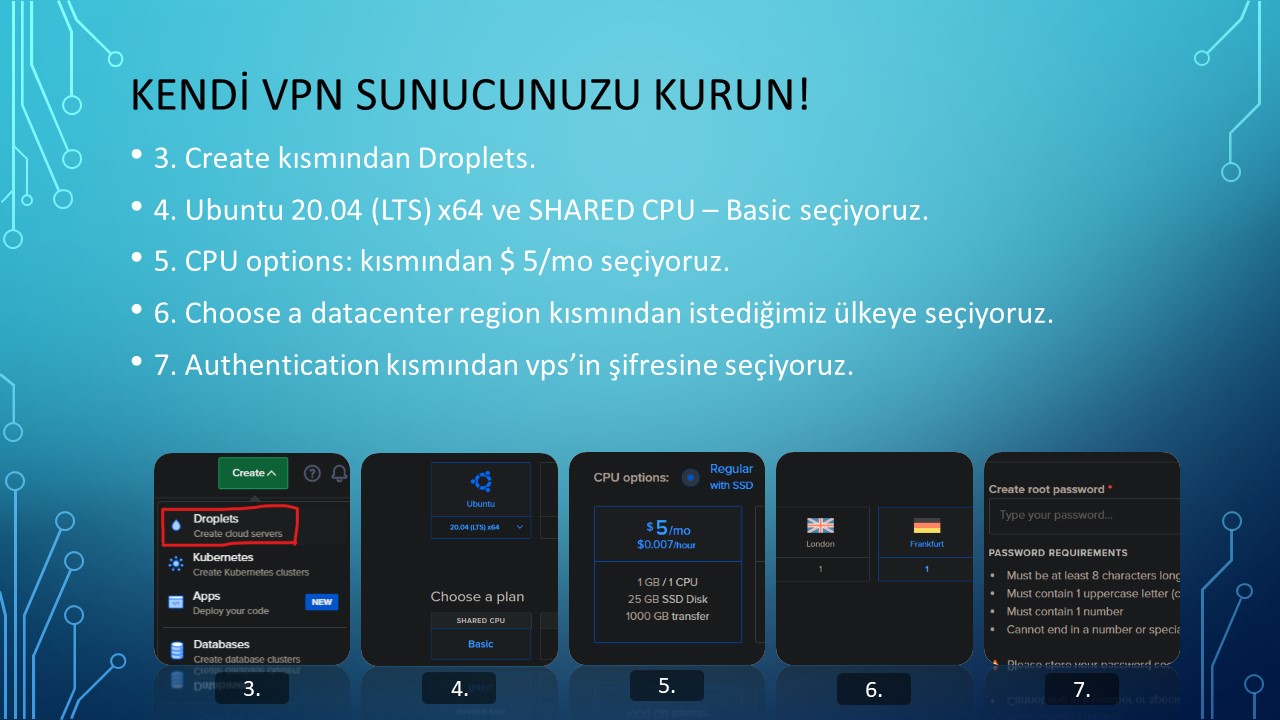 KENDİ VPN SUNUCUNUZU KURUN!
• 3. Create kısmından Droplets.
• 4. Ubuntu 20.04 (LTS) x64 ve SHARED CPU – Basic seçiyoruz.
• 5. CPU options: kısmından $ 5/mo seçiyoruz.
• 6. Choose a datacenter region kısmından istediğimiz ülkeye seçiyoruz.
• 7. Authentication kısmından vps’in şifresine seçiyoruz.
Create
Droplets
Create cloud servers
Kubernetes
Create Kubernetes clusters
Apps
Deploy your code
NEW
Databases
Create database clusters
3.
Ubuntu
20.04 (LTS) x64
Choose a plan
SHARED CPU
Basic
4.
CPU options:
Regular
with SSD
$5/mo
$0.007/hour
1 GB / 1 CPU
25 GB SSD Disk
1000 GB transfer
5.
London
1
Frankfurt
1
6.
Create root password *
Type your password...
PASSWORD REQUIREMENTS
• Must be at least 8 characters long
• Must contain 1 uppercase letter (c
• Must contain 1 number
• Cannot end in a number or specia
Please store your password sec
7.